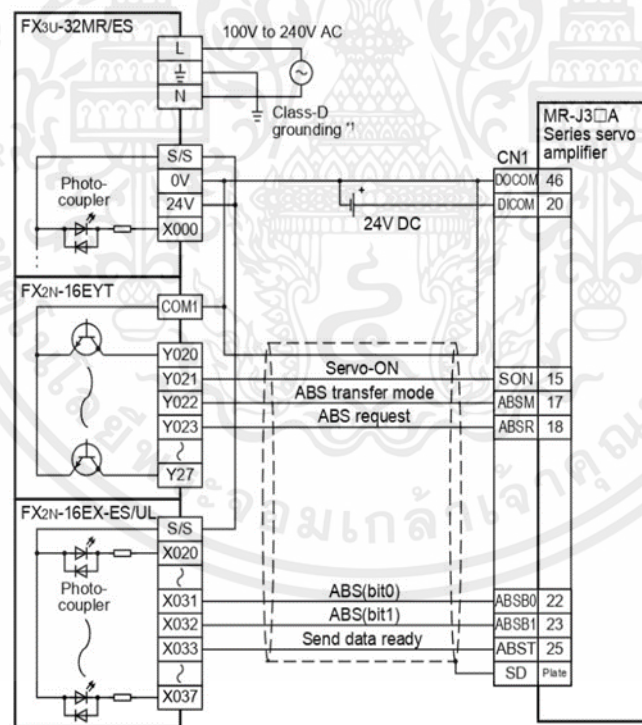 FX3U-32MR/ES
L
N
100V to 240V AC
Class-D
grounding *1
S/S
0V
24V
X000
Photo-
coupler
FX2N-16EYT
COM1
Y020
Y021
Y022
Y023
Y27
FX2N-16EX-ES/UL
S/S
X020
Photo-
coupler
X031
X032
X033
X037
24V DC
+
Servo-ON
ABS transfer mode
ABS request
ABS(bit0)
ABS(bit1)
Send data ready
MR-J3□A
Series servo
amplifier
CN1
DOCOM 46
DICOM 20
SON 15
ABSM 17
ABSR 18
ABSB0 22
ABSB1 23
ABST 25
SD Plate